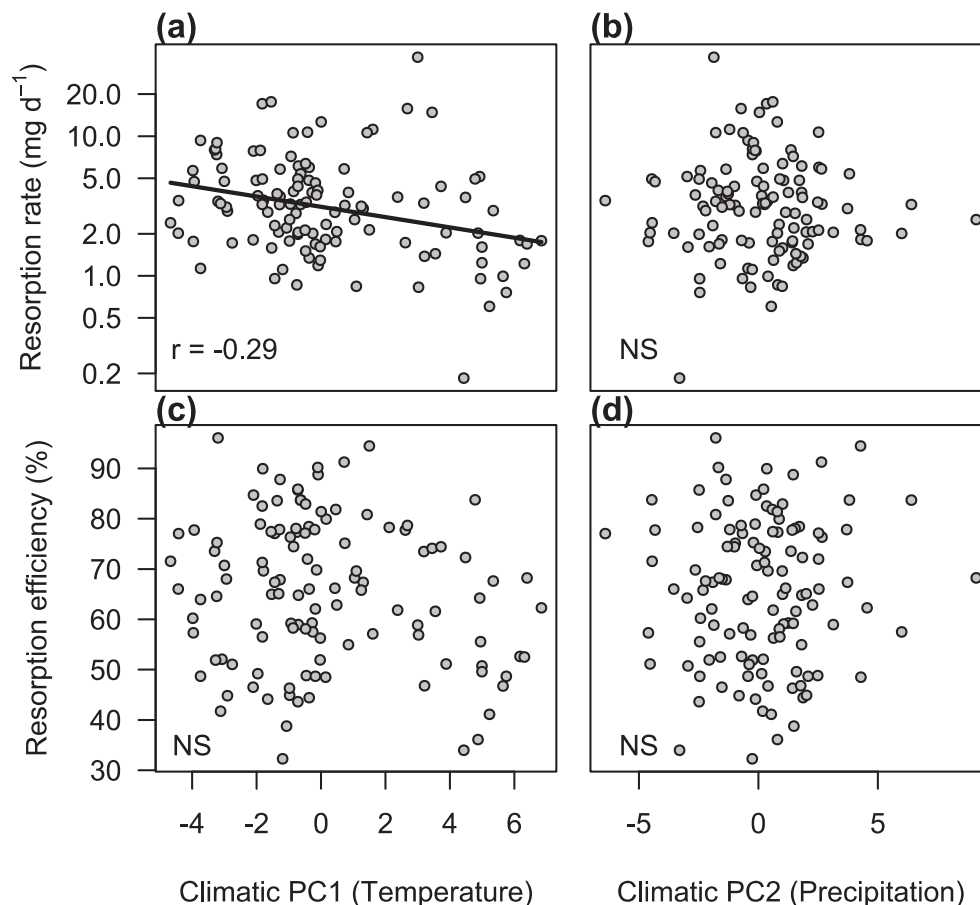 (a)
(b)
Resorption rate (mg d⁻¹)
20.0
10.0
5.0
2.0
1.0
0.5
0.2
r = -0.29
NS
(c)
(d)
Resorption efficiency (%)
90
80
70
60
50
40
30
NS
NS
-4 -2 0 2 4 6
-5 0 5
Climatic PC1 (Temperature)
Climatic PC2 (Precipitation)